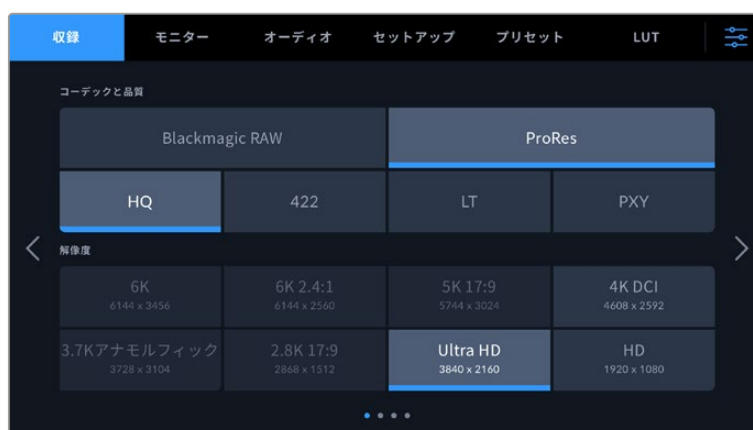 収録 モニター オーディオ セットアップ プリセット LUT
コーデックと品質
Blackmagic RAW ProRes
HQ 422 LT PXY
解像度
6K 6K 2.4:1 5K 17:9 4K DCI
6144 x 3456 6144 x 2560 5744 x 3024 4608 x 2592
3.7Kアナモルフィック 2.8K 17:9 Ultra HD HD
3728 x 3104 2868 x 1512 3840 x 2160 1920 x 1080